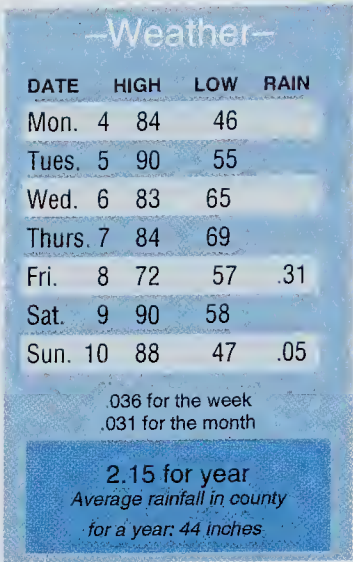 –Weather–
DATE HIGH LOW RAIN
Mon. 4 84 46
Tues. 5 90 55
Wed. 6 83 65
Thurs. 7 84 69
Fri. 8 72 57 .31
Sat. 9 90 58
Sun. 10 88 47 .05
.036 for the week
.031 for the month
2.15 for year
Average rainfall in county
for a year: 44 inches